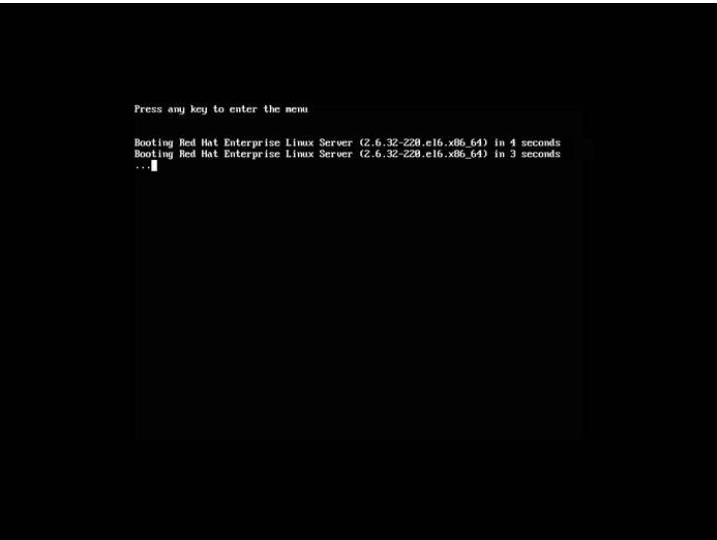 Press any key to enter the menu
Booting Red Hat Enterprise Linux Server (2.6.32-220.el6.x86_64) in 4 seconds
Booting Red Hat Enterprise Linux Server (2.6.32-220.el6.x86_64) in 3 seconds
...